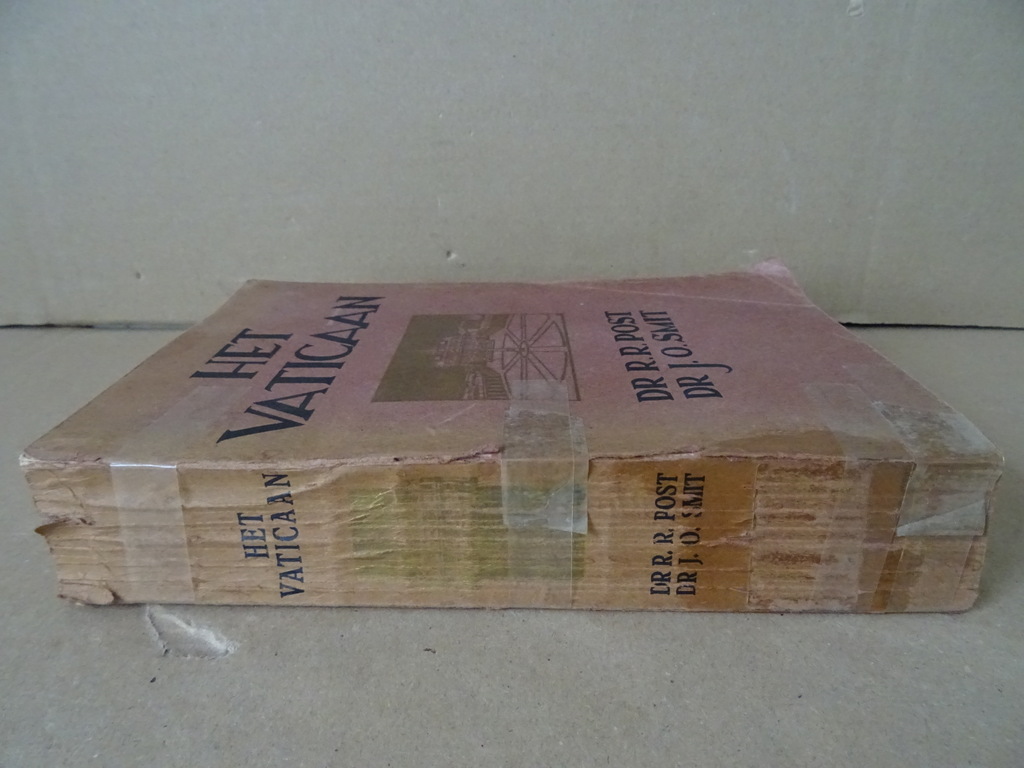 HET
VATICAAN
DR R.R. POST
DR J.O. SMIT
HET
VATICAAN
DR R. R. POST
DR J. O. SMIT